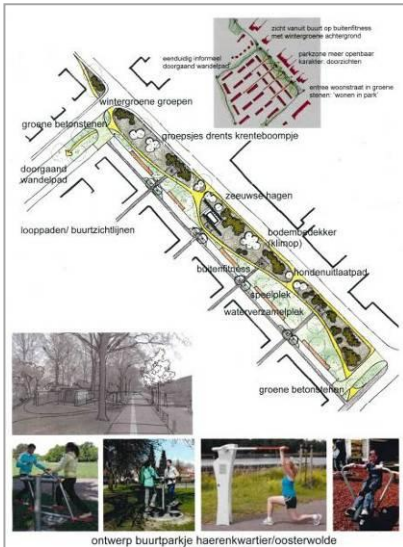 zicht vanuit buurt op buitenfitness
met wintergroene achtergrond
eenduidig informeel
doorgaand wandelpad
parkzone meer openbaar
karakter: doorzichten
entree woonstraat in groene
stenen: 'wonen in park'
wintergroene groepen
groene betonstenen
groepsjes drents krenteboompje
doorgaand
wandelpad
zeeuwse hagen
looppaden/ buurtzichtlijnen
bodembedekker
(klimop)
buitenfitness
hondenuitlaatpad
speelplek
waterverzamelplek
groene betonstenen
ontwerp buurtparkje haerenkwartier/oosterwolde